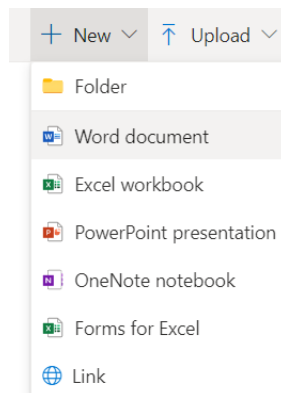 New Upload
Folder
Word document
Excel workbook
PowerPoint presentation
OneNote notebook
Forms for Excel
Link